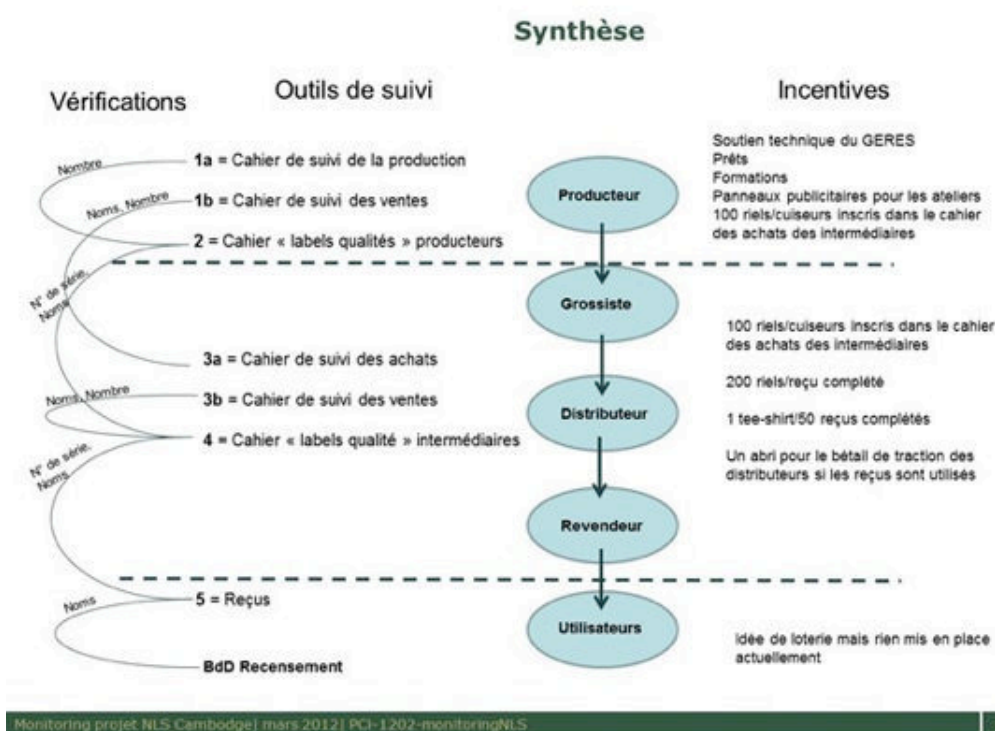 Synthèse
Vérifications
Outils de suivi
Incentives
Nombre
1a = Cahier de suivi de la production
Noms, Nombre
1b = Cahier de suivi des ventes
2 = Cahier « labels qualités » producteurs
N° de série,
Noms
3a = Cahier de suivi des achats
Noms, Nombre
3b = Cahier de suivi des ventes
4 = Cahier « labels qualité » intermédiaires
N° de série,
Noms
5 = Reçus
Noms
BdD Recensement
Producteur
Grossiste
Distributeur
Revendeur
Utilisateurs
Soutien technique du GERES
Prêts
Formations
Panneaux publicitaires pour les ateliers
100 riels/cuiseurs inscris dans le cahier
des achats des intermédiaires
100 riels/cuiseurs inscris dans le cahier
des achats des intermédiaires
200 riels/reçu complété
1 tee-shirt/50 reçus complétés
Un abri pour le bétail de traction des
distributeurs si les reçus sont utilisés
Idée de loterie mais rien mis en place
actuellement
Monitoring projet NLS Cambodge| mars 2012| PCI-1202-monitoringNLS